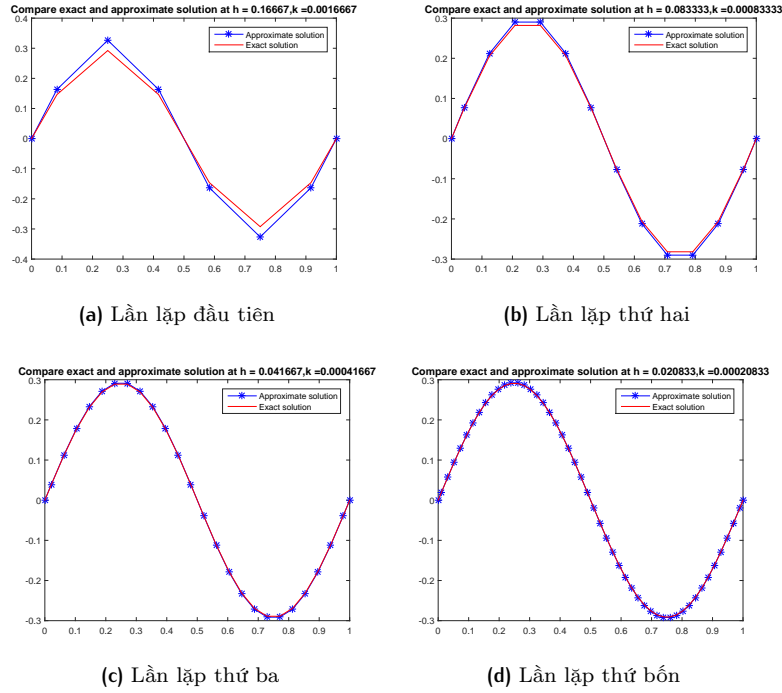 Compare exact and approximate solution at h = 0.16667,k =0.0016667
0.4
0.3
0.2
0.1
0
-0.1
-0.2
-0.3
-0.4
Approximate solution
Exact solution
0 0.1 0.2 0.3 0.4 0.5 0.6 0.7 0.8 0.9 1
(a) Lần lặp đầu tiên
Compare exact and approximate solution at h = 0.083333,k =0.00083333
0.3
0.2
0.1
0
-0.1
-0.2
-0.3
Approximate solution
Exact solution
0 0.1 0.2 0.3 0.4 0.5 0.6 0.7 0.8 0.9 1
(b) Lần lặp thứ hai
Compare exact and approximate solution at h = 0.041667,k =0.00041667
0.3
0.2
0.1
0
-0.1
-0.2
-0.3
Approximate solution
Exact solution
0 0.1 0.2 0.3 0.4 0.5 0.6 0.7 0.8 0.9 1
(c) Lần lặp thứ ba
Compare exact and approximate solution at h = 0.020833,k =0.00020833
0.3
0.2
0.1
0
-0.1
-0.2
-0.3
Approximate solution
Exact solution
0 0.1 0.2 0.3 0.4 0.5 0.6 0.7 0.8 0.9 1
(d) Lần lặp thứ bốn